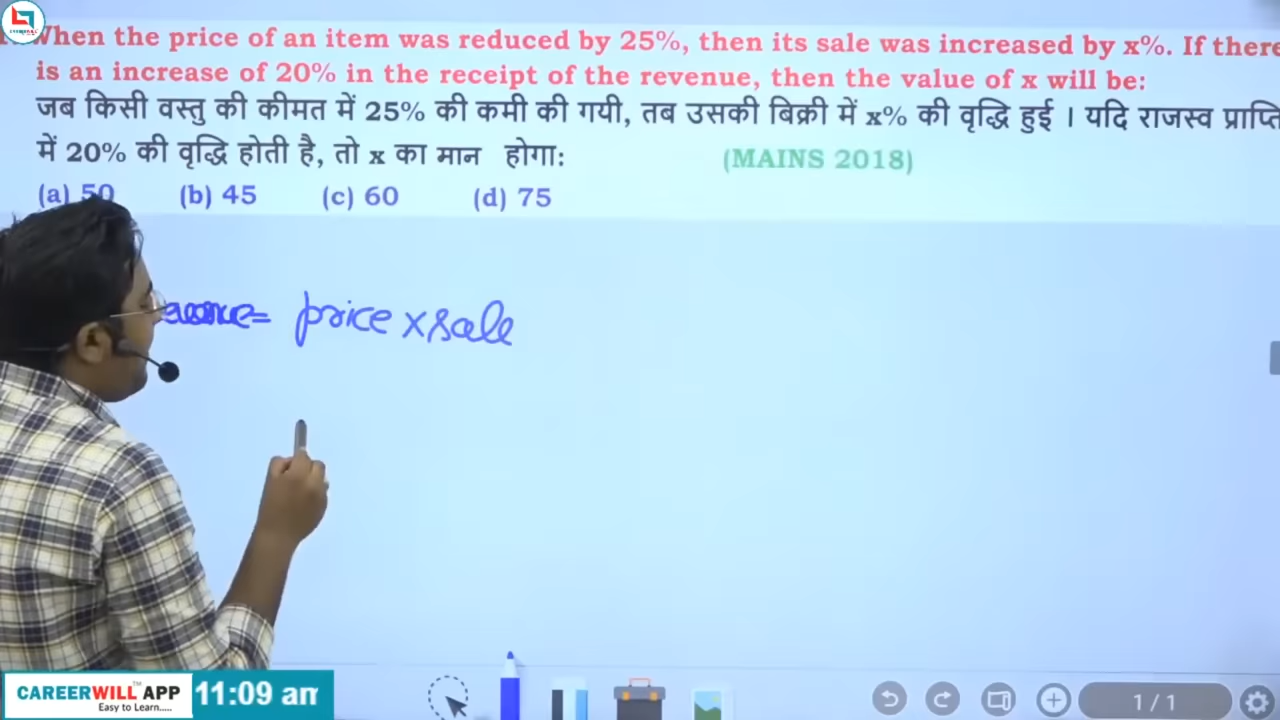 When the price of an item was reduced by 25%, then its sale was increased by x%. If there
is an increase of 20% in the receipt of the revenue, then the value of x will be:
जब किसी वस्तु की कीमत में 25% की कमी की गयी, तब उसकी बिक्री में x% की वृद्धि हुई । यदि राजस्व प्राप्ति
में 20% की वृद्धि होती है, तो x का मान होगा:
(MAINS 2018)
(a) 50 (b) 45 (c) 60 (d) 75
= price × sale
CAREERWILL APP
Easy to Learn.....
11:09 am
1 / 1